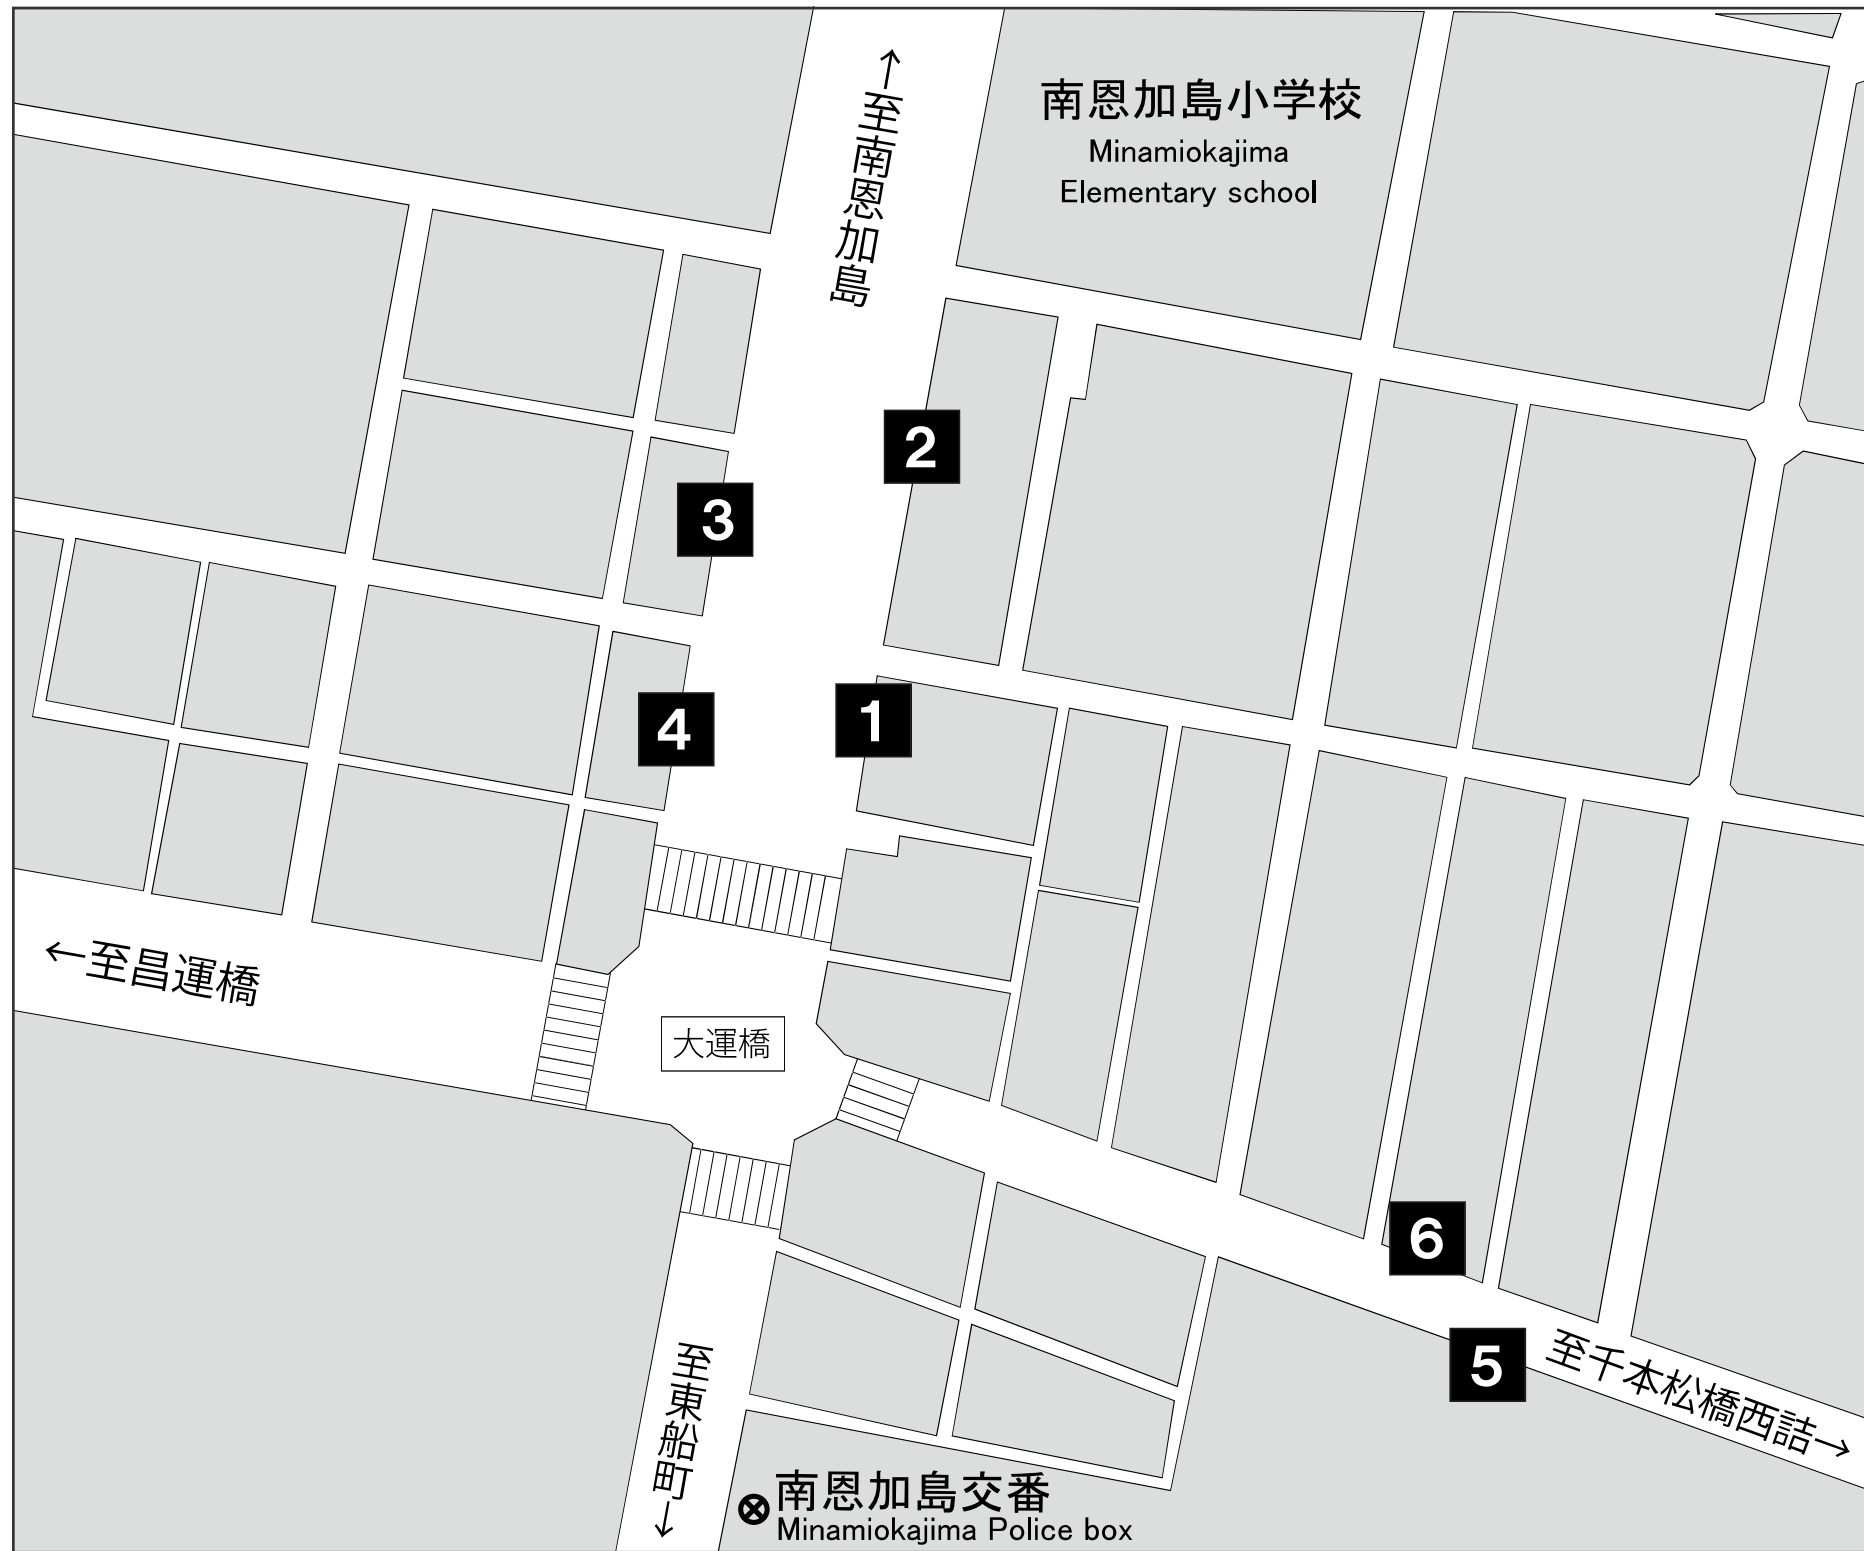 南恩加島小学校
Minamiokajima
Elementary school
↑至南恩加島
2
3
1
4
←至昌運橋
大運橋
6
5
至千本松橋西詰→
至東船町↓
南恩加島交番
Minamiokajima Police box